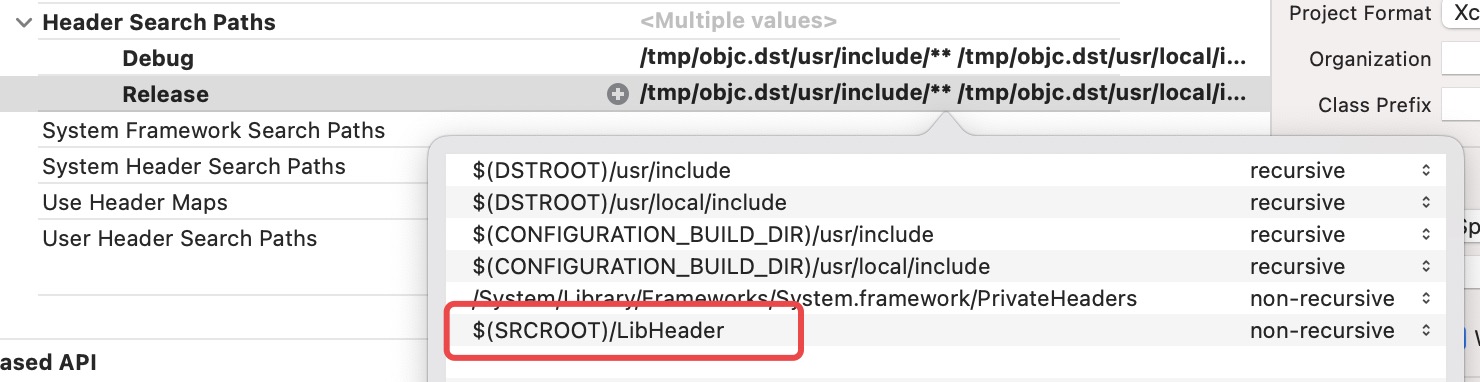 Header Search Paths <Multiple values>
Debug /tmp/objc.dst/usr/include/** /tmp/objc.dst/usr/local/i...
Release /tmp/objc.dst/usr/include/** /tmp/objc.dst/usr/local/i...
System Framework Search Paths
System Header Search Paths
Use Header Maps
User Header Search Paths
ased API
$(DSTROOT)/usr/include recursive
$(DSTROOT)/usr/local/include recursive
$(CONFIGURATION_BUILD_DIR)/usr/include recursive
$(CONFIGURATION_BUILD_DIR)/usr/local/include recursive
/System/Library/Frameworks/System.framework/PrivateHeaders non-recursive
$(SRCROOT)/LibHeader non-recursive
Project Format Xc
Organization
Class Prefix
Sp